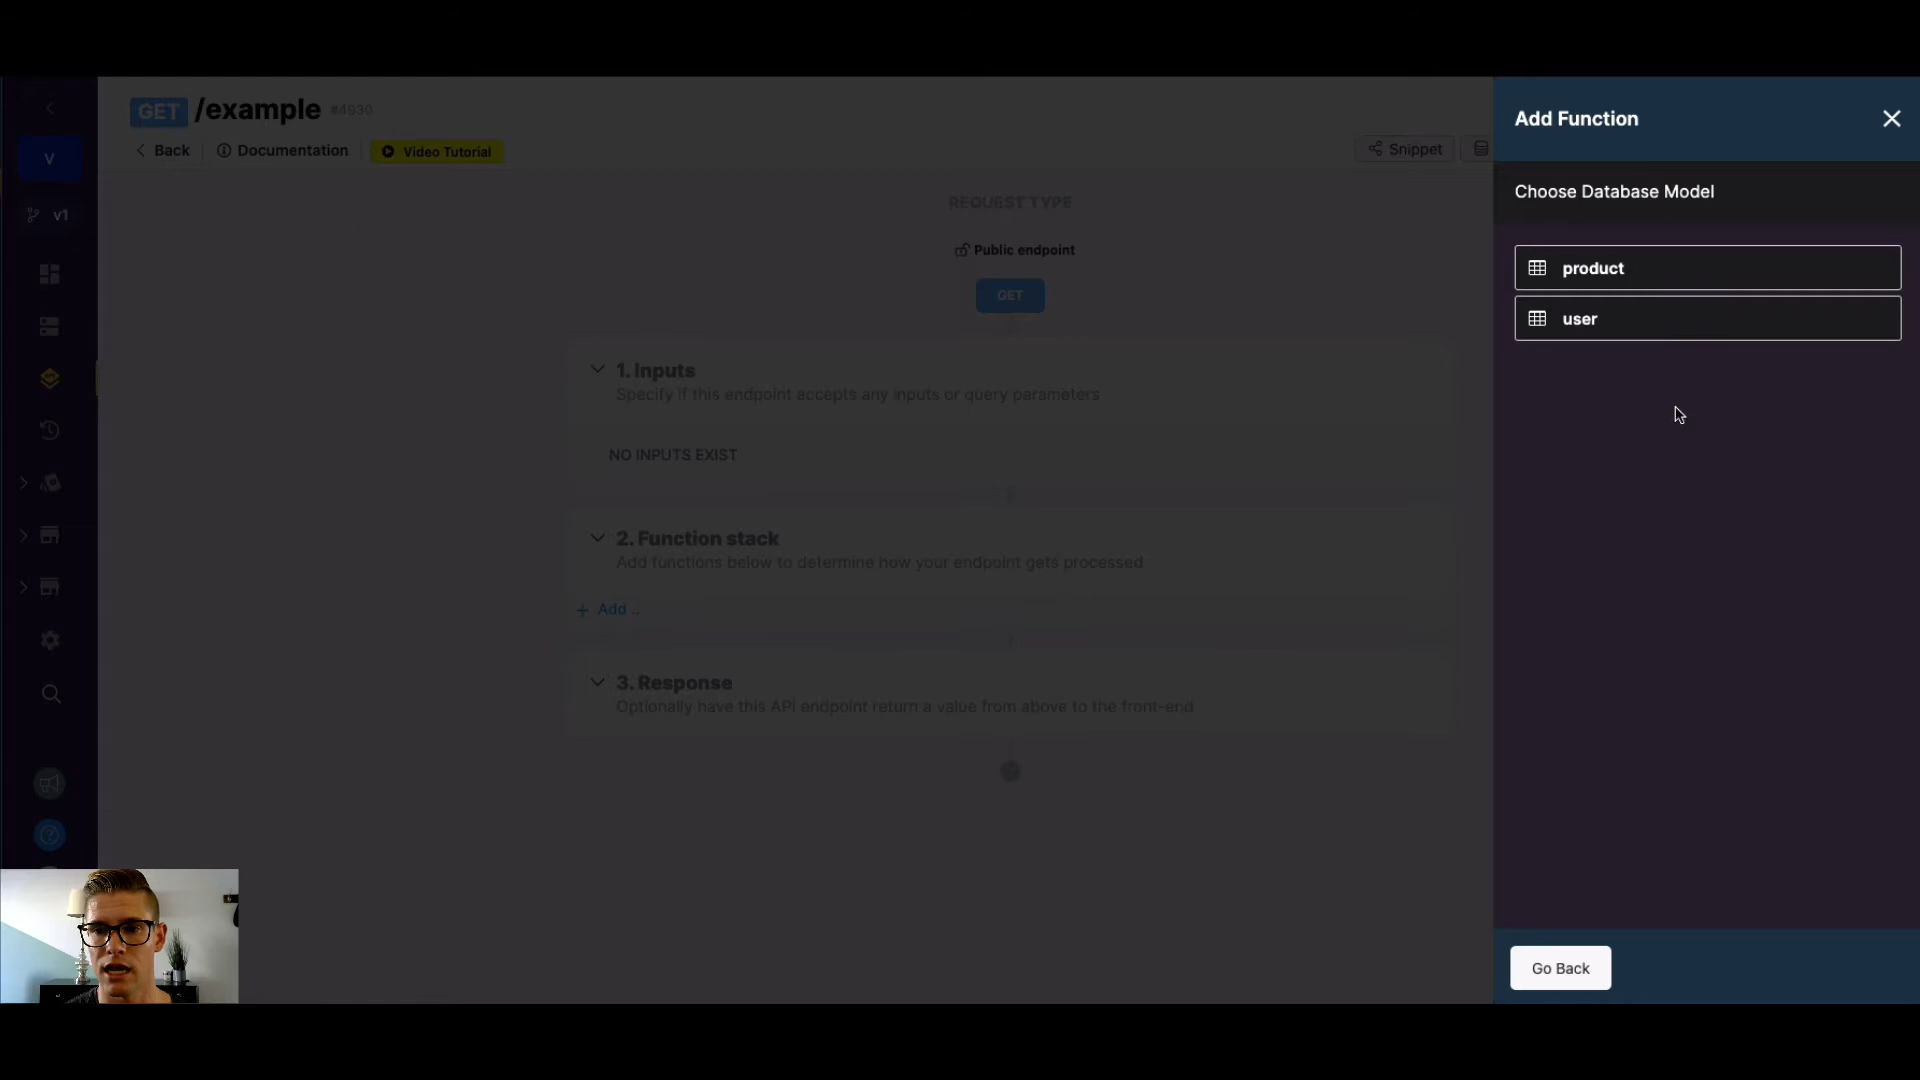 GET /example #4930
Back
Documentation
Video Tutorial
Snippet
V
v1
REQUEST TYPE
Public endpoint
GET
1. Inputs
Specify if this endpoint accepts any inputs or query parameters
NO INPUTS EXIST
2. Function stack
Add functions below to determine how your endpoint gets processed
+ Add ..
3. Response
Optionally have this API endpoint return a value from above to the front-end
Add Function
Choose Database Model
product
user
Go Back